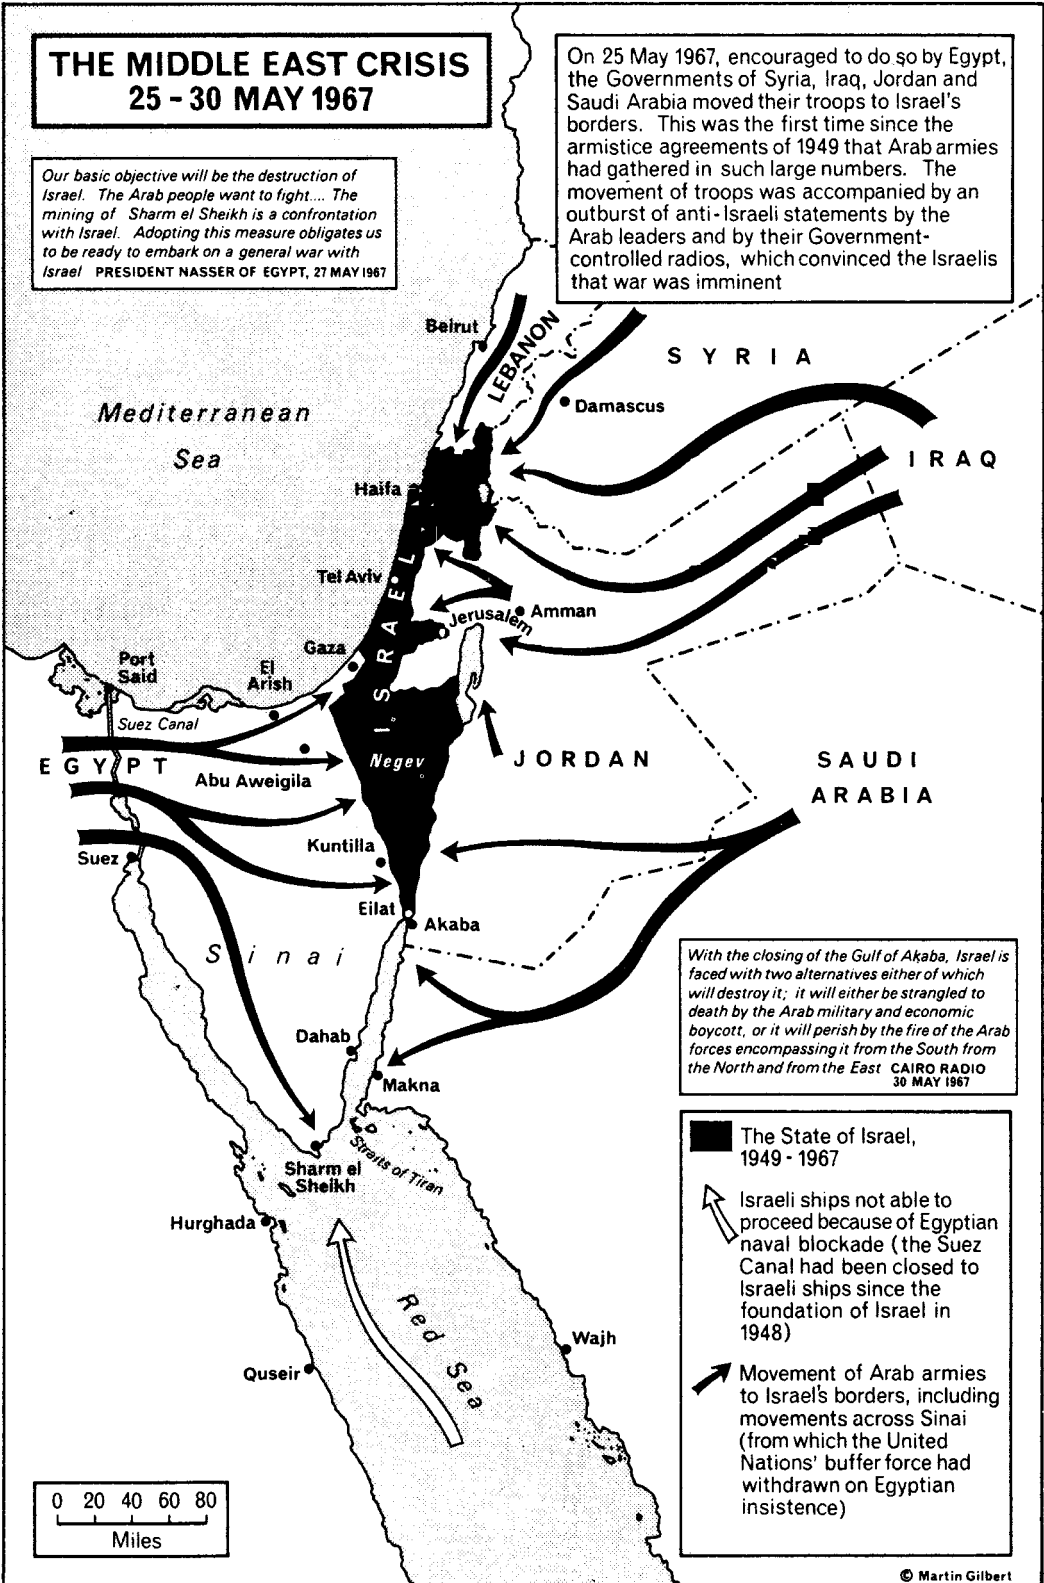 THE MIDDLE EAST CRISIS
25 - 30 MAY 1967
On 25 May 1967, encouraged to do so by Egypt,
the Governments of Syria, Iraq, Jordan and
Saudi Arabia moved their troops to Israel's
borders. This was the first time since the
armistice agreements of 1949 that Arab armies
had gathered in such large numbers. The
movement of troops was accompanied by an
outburst of anti-Israeli statements by the
Arab leaders and by their Government-
controlled radios, which convinced the Israelis
that war was imminent
Our basic objective will be the destruction of
Israel. The Arab people want to fight.... The
mining of Sharm el Sheikh is a confrontation
with Israel. Adopting this measure obligates us
to be ready to embark on a general war with
Israel PRESIDENT NASSER OF EGYPT, 27 MAY 1967
Beirut
LEBANON
SYRIA
Damascus
Mediterranean
Sea
IRAQ
Haifa
Tel Aviv
ISRAEL
Amman
Jerusalem
Gaza
Port
Said
El
Arish
Suez Canal
EGYPT
Abu Aweigila
Negev
JORDAN
SAUDI
ARABIA
Kuntilla
Suez
Eilat
Akaba
Sinai
With the closing of the Gulf of Akaba, Israel is
faced with two alternatives either of which
will destroy it; it will either be strangled to
death by the Arab military and economic
boycott, or it will perish by the fire of the Arab
forces encompassing it from the South from
the North and from the East CAIRO RADIO
30 MAY 1967
Dahab
Makna
Sharm el
Sheikh
Straits of Tiran
Hurghada
Red Sea
Wajh
Quseir
The State of Israel,
1949 - 1967
Israeli ships not able to
proceed because of Egyptian
naval blockade (the Suez
Canal had been closed to
Israeli ships since the
foundation of Israel in
1948)
Movement of Arab armies
to Israel's borders, including
movements across Sinai
(from which the United
Nations' buffer force had
withdrawn on Egyptian
insistence)
0 20 40 60 80
Miles
© Martin Gilbert